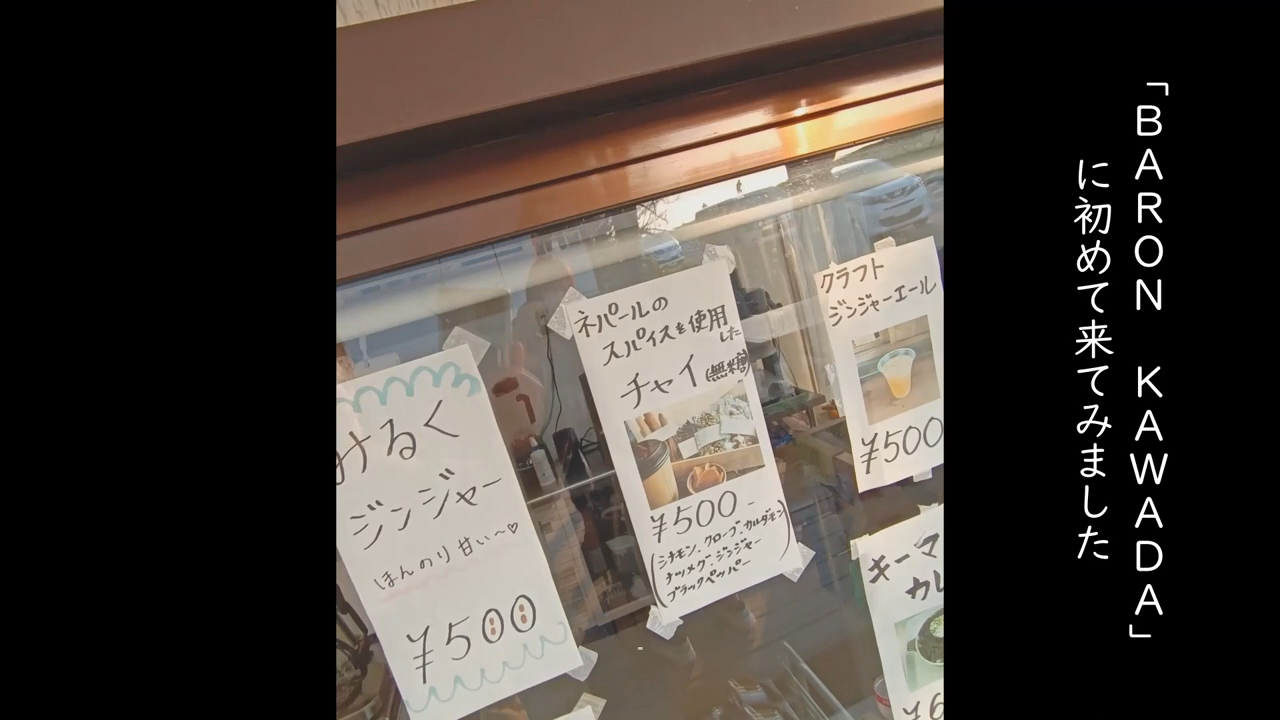 「BARON KAWADA」
に初めて来てみました
みるく
ジンジャー
ほんのり甘い〜♡
¥500
ネパールの
スパイスを使用
した
チャイ(無糖)
¥500-
(シナモン、クローブ、カルダモン
ナツメグ、ジンジャー
ブラックペッパー)
クラフト
ジンジャーエール
¥500
キーマ
カレ
¥6